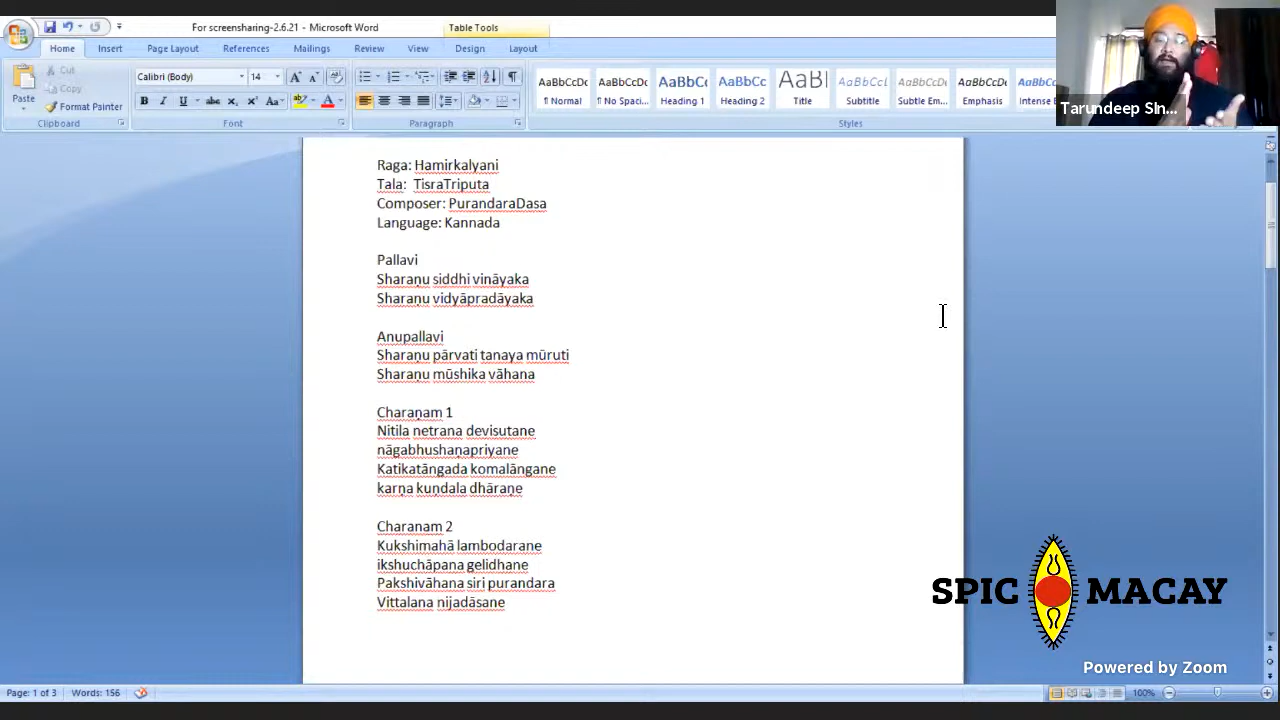 For screensharing-2.6.21 - Microsoft Word
Table Tools
Home Insert Page Layout References Mailings Review View Design Layout
Paste
Cut
Copy
Format Painter
Clipboard
Calibri (Body) 14
Font
Paragraph
AaBbCcDc AaBbCcDc AaBbC AaBbCc AaB AaBbCcL AaBbCcDc AaBbCcDc
¶ Normal ¶ No Spaci... Heading 1 Heading 2 Title Subtitle Subtle Em... Emphasis Intense E
Styles
Tarundeep SIn...
Raga: Hamirkalyani
Tala: TisraTriputa
Composer: PurandaraDasa
Language: Kannada
Pallavi
Sharaṇu siddhi vināyaka
Sharaṇu vidyāpradāyaka
Anupallavi
Sharaṇu pārvati tanaya mūruti
Sharaṇu mūshika vāhana
Charaṇam 1
Nitila netrana devisutane
nāgabhushaṇapriyane
Katikatāngada komalāngane
karṇa kuṇdala dhāraṇe
Charanam 2
Kukshimahā lambodarane
ikshuchāpana gelidhane
Pakshivāhana siri purandara
Vittalana nijadāsane
SPIC MACAY
Powered by Zoom
Page: 1 of 3 Words: 156
100%